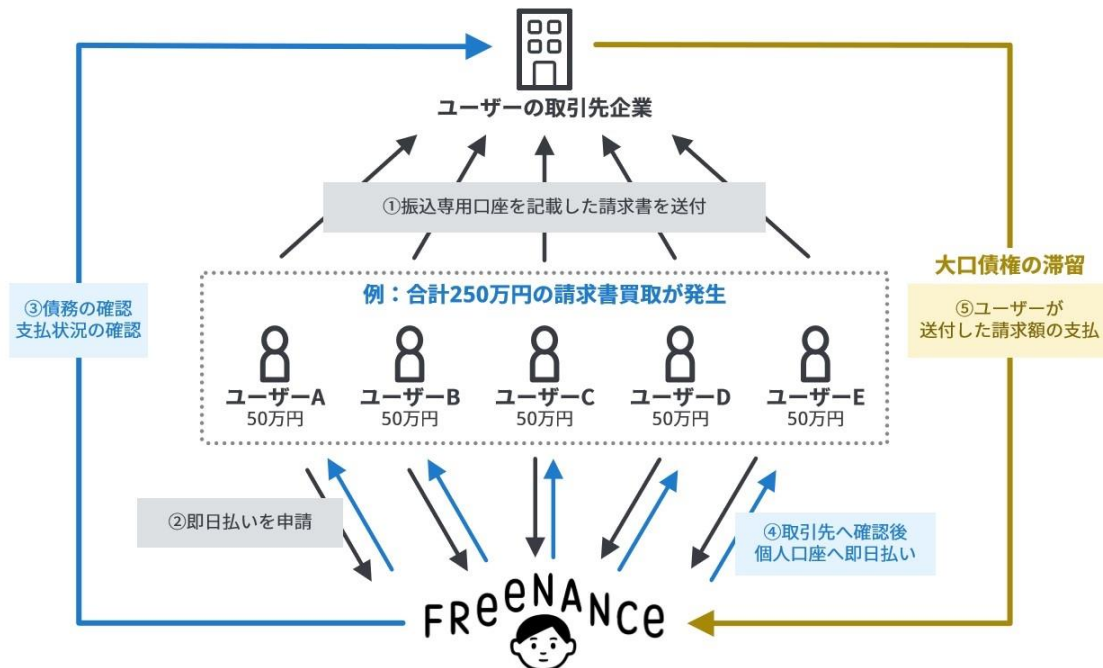 ユーザーの取引先企業
①振込専用口座を記載した請求書を送付
大口債権の滞留
⑤ユーザーが
送付した請求額の支払
③債務の確認
支払状況の確認
例：合計250万円の請求書買取が発生
ユーザーA
50万円
ユーザーB
50万円
ユーザーC
50万円
ユーザーD
50万円
ユーザーE
50万円
②即日払いを申請
④取引先へ確認後
個人口座へ即日払い
FReeNANCe